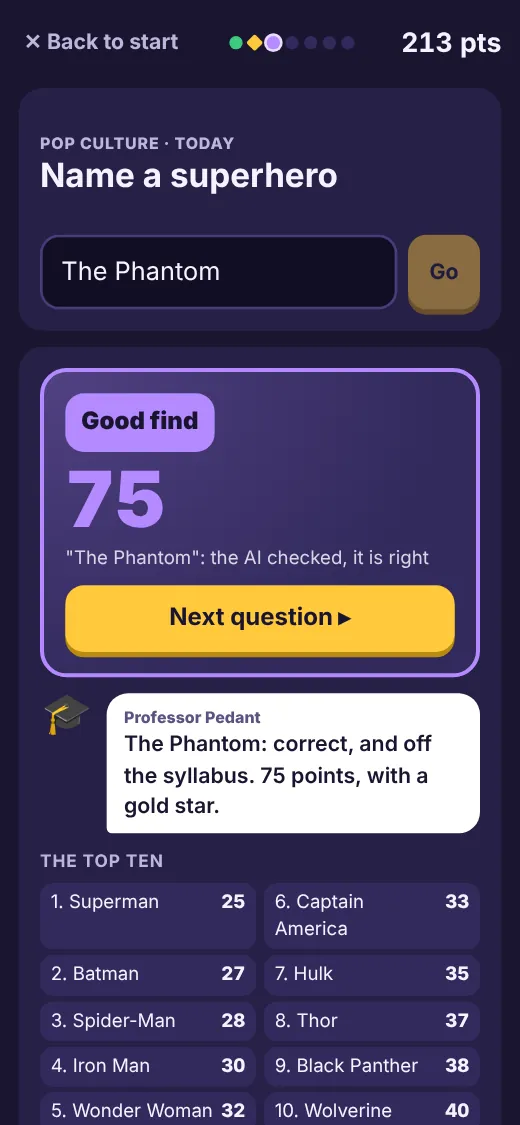 ✕ Back to start
213 pts
POP CULTURE · TODAY
Name a superhero
The Phantom
Go
Good find
75
"The Phantom": the AI checked, it is right
Next question ▸
Professor Pedant
The Phantom: correct, and off
the syllabus. 75 points, with a
gold star.
THE TOP TEN
1. Superman 25
6. Captain
America 33
2. Batman 27
7. Hulk 35
3. Spider-Man 28
8. Thor 37
4. Iron Man 30
9. Black Panther 38
5. Wonder Woman 32
10. Wolverine 40